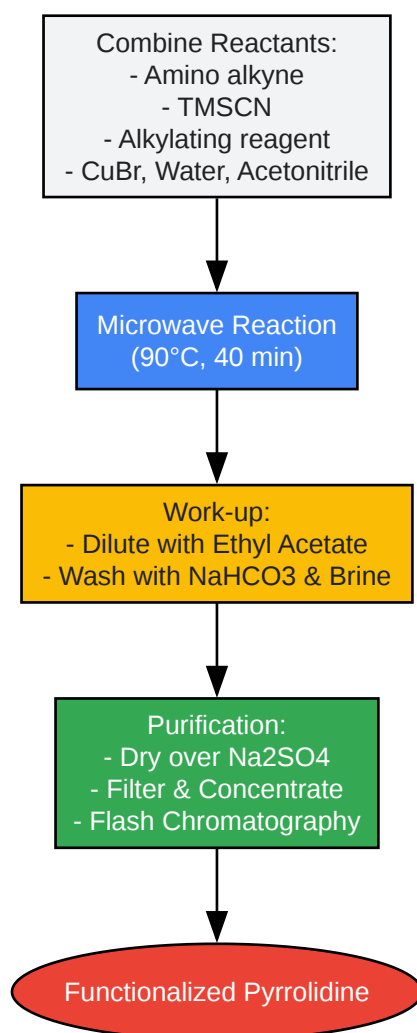 Combine Reactants:
- Amino alkyne
- TMSCN
- Alkylating reagent
- CuBr, Water, Acetonitrile
Microwave Reaction
(90°C, 40 min)
Work-up:
- Dilute with Ethyl Acetate
- Wash with NaHCO3 & Brine
Purification:
- Dry over Na2SO4
- Filter & Concentrate
- Flash Chromatography
Functionalized Pyrrolidine